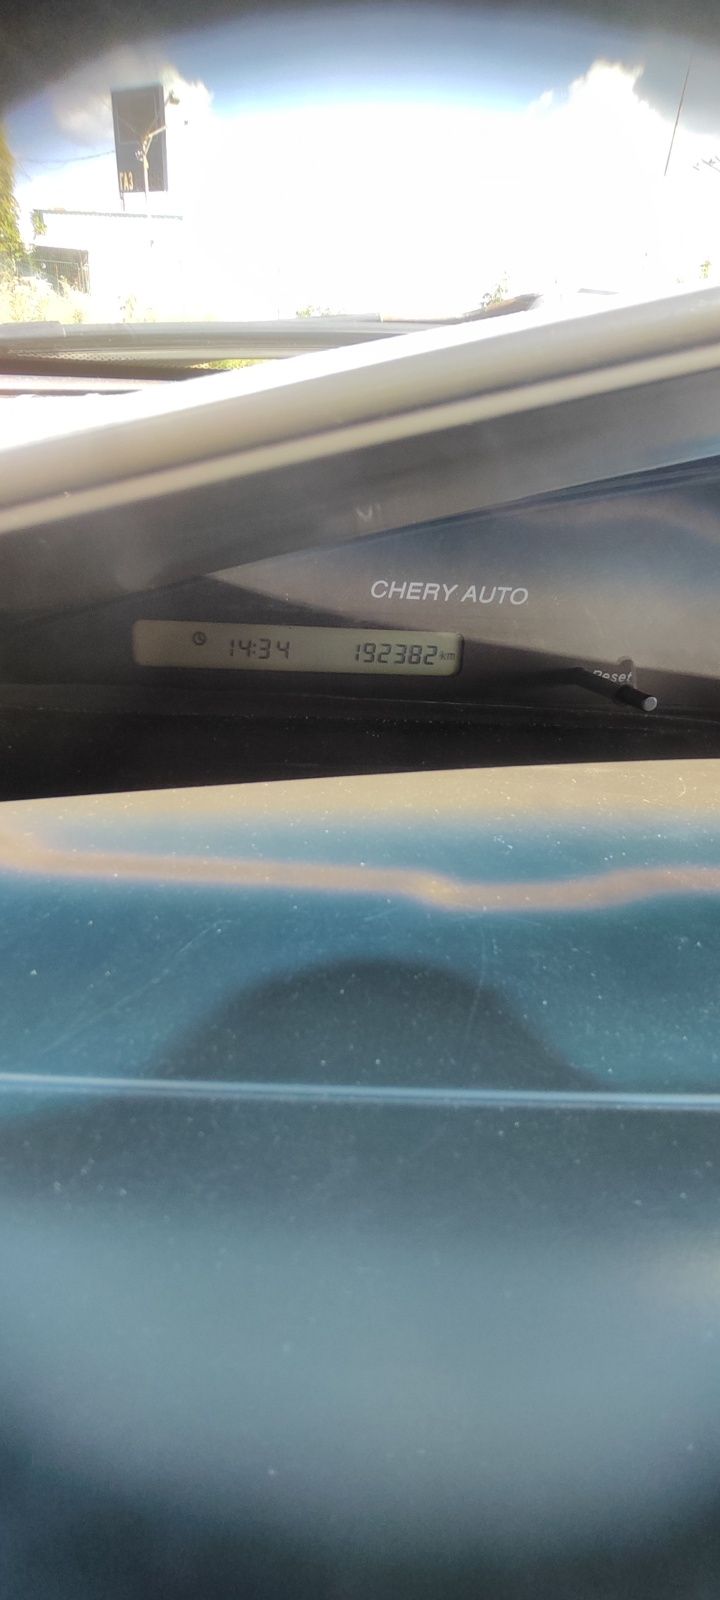 ГАЗ
CHERY AUTO
14:34 192382 km
Reset